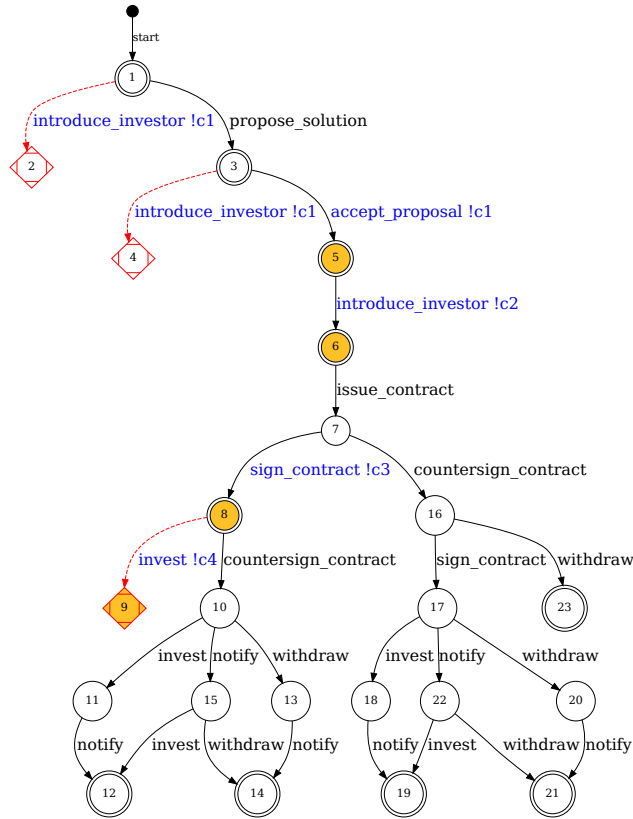 start
1
introduce_investor !c1
propose_solution
2
3
introduce_investor !c1
accept_proposal !c1
4
5
introduce_investor !c2
6
issue_contract
7
sign_contract !c3
countersign_contract
8
16
invest !c4
countersign_contract
sign_contract
withdraw
9
10
17
23
invest
notify
withdraw
invest
notify
withdraw
11
15
13
18
22
20
notify
invest
withdraw
notify
notify
invest
withdraw
notify
12
14
19
21